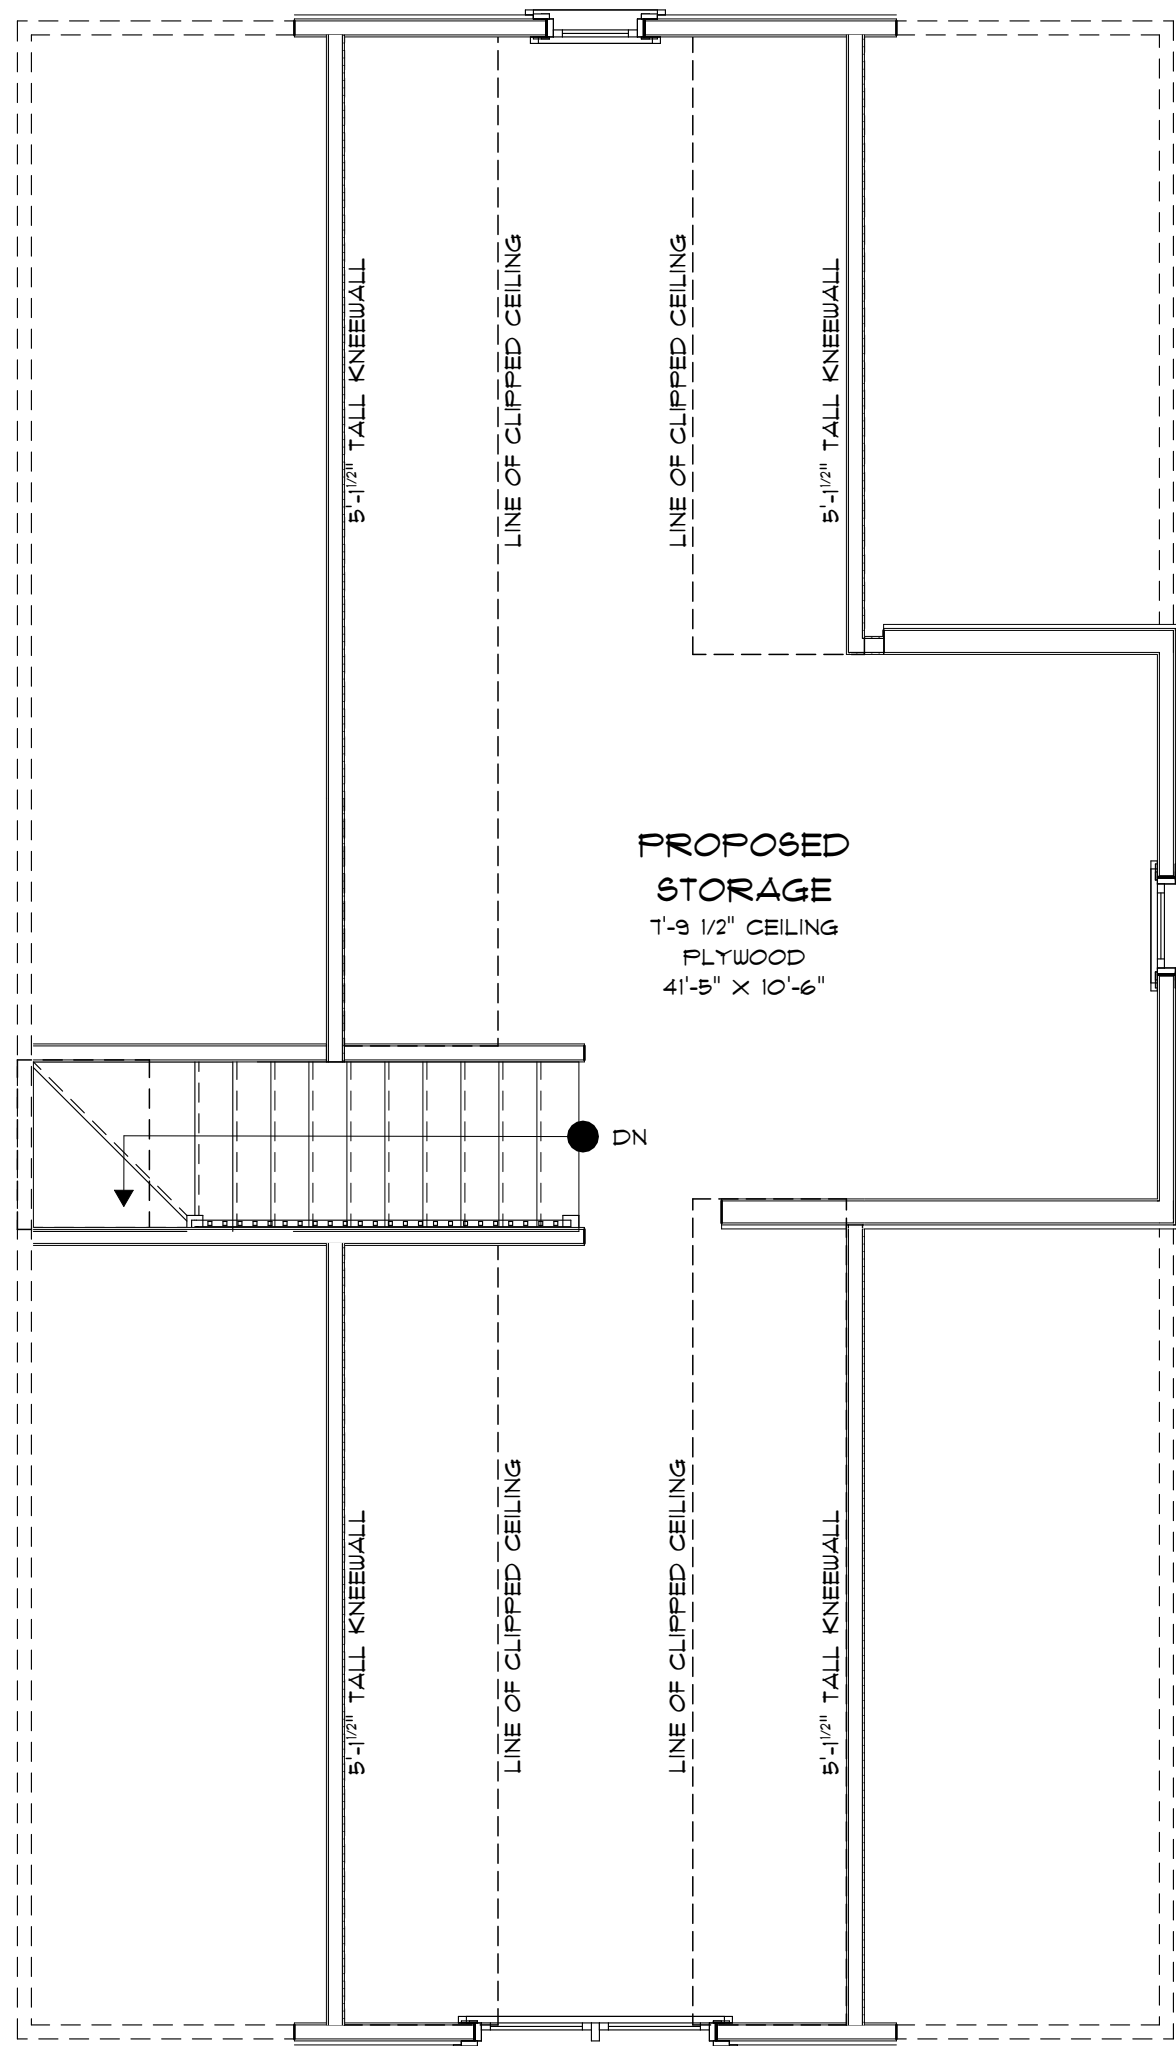 5'-1 1/2" TALL KNEEWALL
LINE OF CLIPPED CEILING
LINE OF CLIPPED CEILING
5'-1 1/2" TALL KNEEWALL
PROPOSED
STORAGE
7'-9 1/2" CEILING
PLYWOOD
41'-5" X 10'-6"
DN
5'-1 1/2" TALL KNEEWALL
LINE OF CLIPPED CEILING
LINE OF CLIPPED CEILING
5'-1 1/2" TALL KNEEWALL